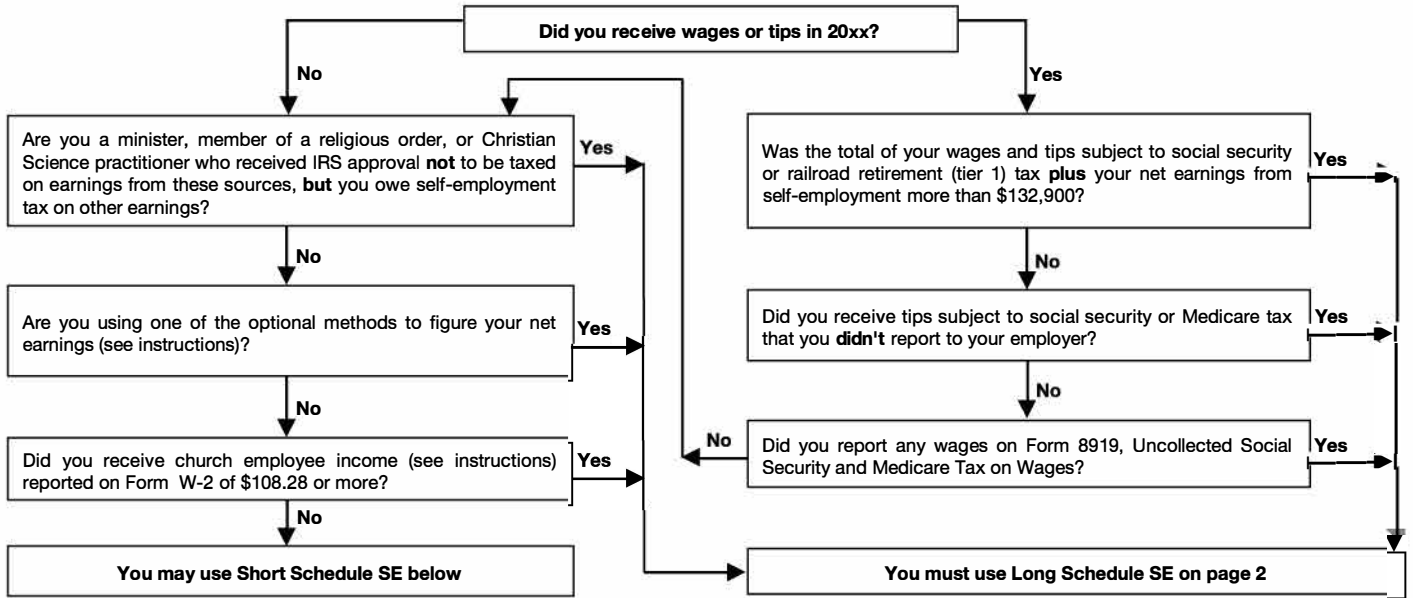 Did you receive wages or tips in 20xx?
No
Yes
Are you a minister, member of a religious order, or Christian
Science practitioner who received IRS approval not to be taxed
on earnings from these sources, but you owe self-employment
tax on other earnings?
Yes
Was the total of your wages and tips subject to social security
or railroad retirement (tier 1) tax plus your net earnings from
self-employment more than $132,900?
Yes
No
No
Are you using one of the optional methods to figure your net
earnings (see instructions)?
Yes
Did you receive tips subject to social security or Medicare tax
that you didn't report to your employer?
Yes
No
No
Did you receive church employee income (see instructions)
reported on Form W-2 of $108.28 or more?
Yes
No
Did you report any wages on Form 8919, Uncollected Social
Security and Medicare Tax on Wages?
Yes
No
You may use Short Schedule SE below
You must use Long Schedule SE on page 2